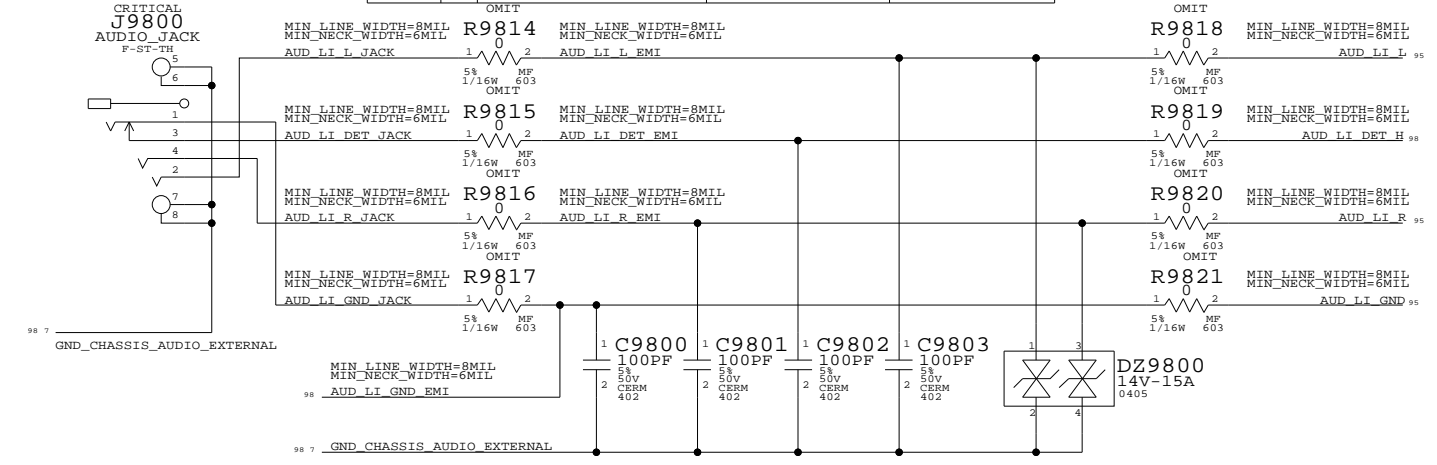 CRITICAL
J9800
AUDIO_JACK
F-ST-TH
5
6
1
3
4
2
7
8
98 7
GND_CHASSIS_AUDIO_EXTERNAL
MIN_LINE_WIDTH=8MIL
MIN_NECK_WIDTH=6MIL
AUD_LI_L_JACK
OMIT
R9814
0
1
2
5%
1/16W
MF
603
MIN_LINE_WIDTH=8MIL
MIN_NECK_WIDTH=6MIL
AUD_LI_L_EMI
OMIT
R9818
0
1
2
5%
1/16W
MF
603
MIN_LINE_WIDTH=8MIL
MIN_NECK_WIDTH=6MIL
AUD_LI_L
95
MIN_LINE_WIDTH=8MIL
MIN_NECK_WIDTH=6MIL
AUD_LI_DET_JACK
OMIT
R9815
0
1
2
5%
1/16W
MF
603
MIN_LINE_WIDTH=8MIL
MIN_NECK_WIDTH=6MIL
AUD_LI_DET_EMI
OMIT
R9819
0
1
2
5%
1/16W
MF
603
MIN_LINE_WIDTH=8MIL
MIN_NECK_WIDTH=6MIL
AUD_LI_DET_H
98
MIN_LINE_WIDTH=8MIL
MIN_NECK_WIDTH=6MIL
AUD_LI_R_JACK
OMIT
R9816
0
1
2
5%
1/16W
MF
603
MIN_LINE_WIDTH=8MIL
MIN_NECK_WIDTH=6MIL
AUD_LI_R_EMI
OMIT
R9820
0
1
2
5%
1/16W
MF
603
MIN_LINE_WIDTH=8MIL
MIN_NECK_WIDTH=6MIL
AUD_LI_R
95
MIN_LINE_WIDTH=8MIL
MIN_NECK_WIDTH=6MIL
AUD_LI_GND_JACK
OMIT
R9817
0
1
2
5%
1/16W
MF
603
OMIT
R9821
0
1
2
5%
1/16W
MF
603
MIN_LINE_WIDTH=8MIL
MIN_NECK_WIDTH=6MIL
AUD_LI_GND
95
MIN_LINE_WIDTH=8MIL
MIN_NECK_WIDTH=6MIL
98
AUD_LI_GND_EMI
1
2
C9800
100PF
5%
50V
CERM
402
1
2
C9801
100PF
5%
50V
CERM
402
1
2
C9802
100PF
5%
50V
CERM
402
1
2
C9803
100PF
5%
50V
CERM
402
1
3
2
4
DZ9800
14V-15A
0405
98 7
GND_CHASSIS_AUDIO_EXTERNAL